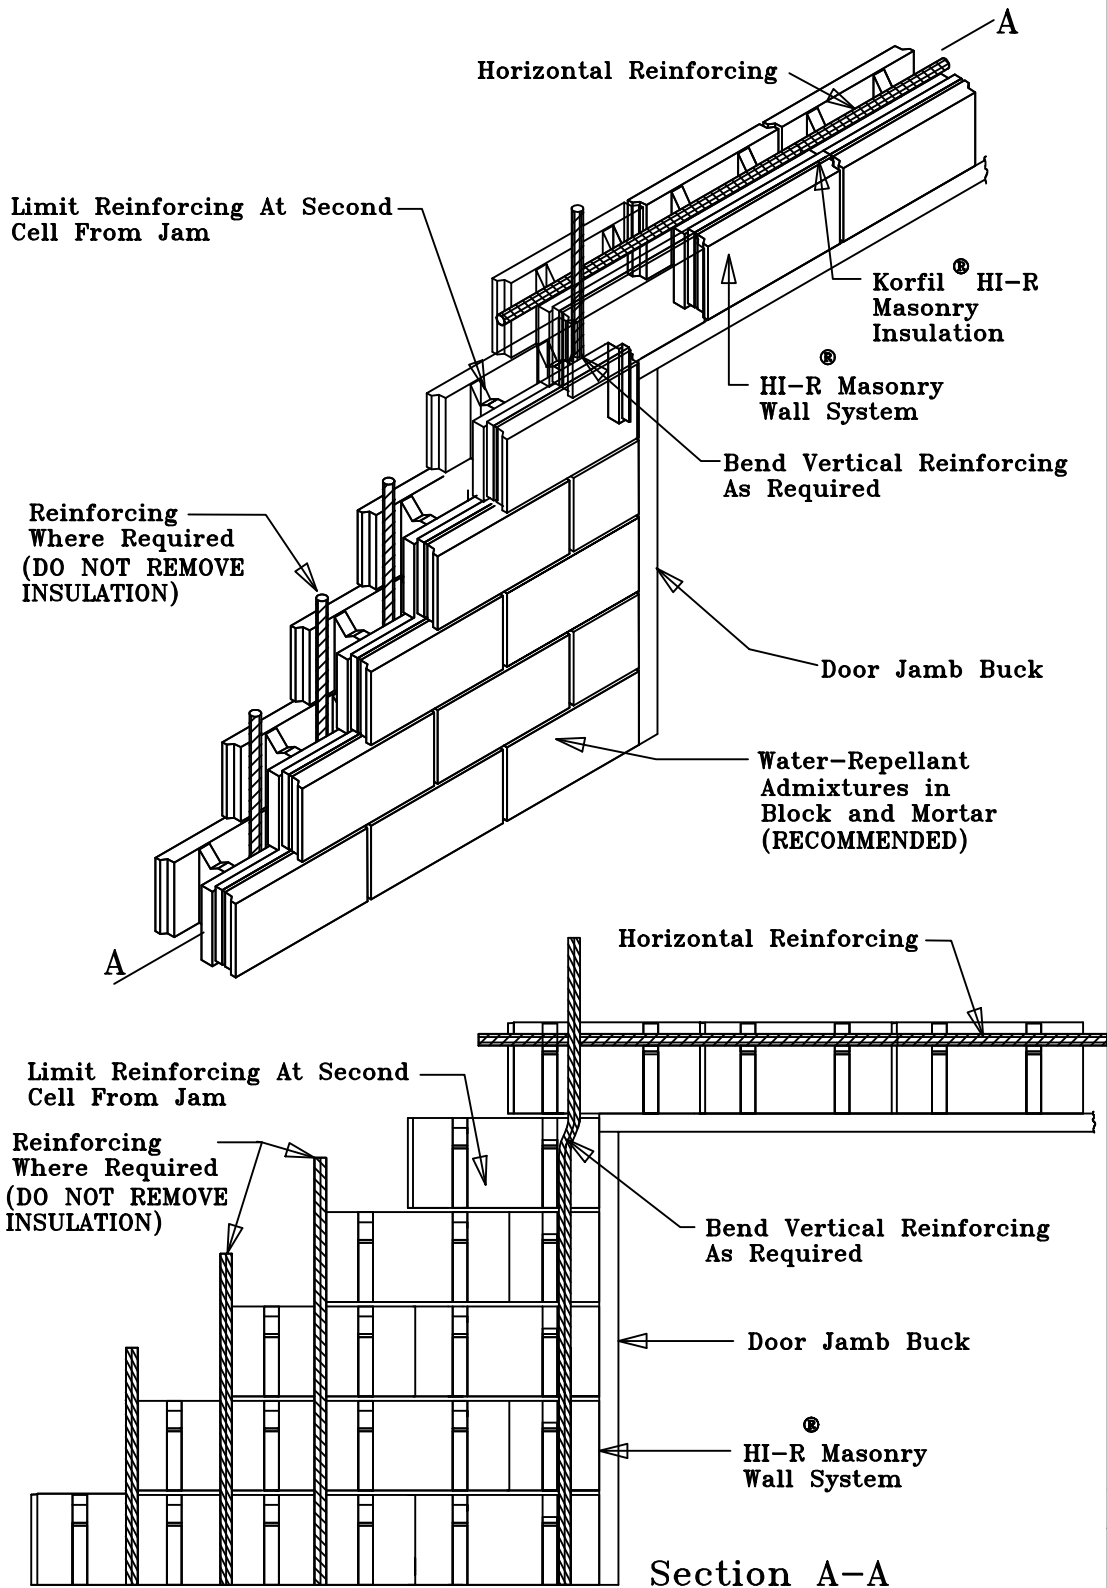 A
Horizontal Reinforcing
Limit Reinforcing At Second
Cell From Jam
Korfil ® HI-R
Masonry
Insulation
®
HI-R Masonry
Wall System
Bend Vertical Reinforcing
As Required
Reinforcing
Where Required
(DO NOT REMOVE
INSULATION)
Door Jamb Buck
Water-Repellant
Admixtures in
Block and Mortar
(RECOMMENDED)
A
Horizontal Reinforcing
Limit Reinforcing At Second
Cell From Jam
Reinforcing
Where Required
(DO NOT REMOVE
INSULATION)
Bend Vertical Reinforcing
As Required
Door Jamb Buck
®
HI-R Masonry
Wall System
Section A-A